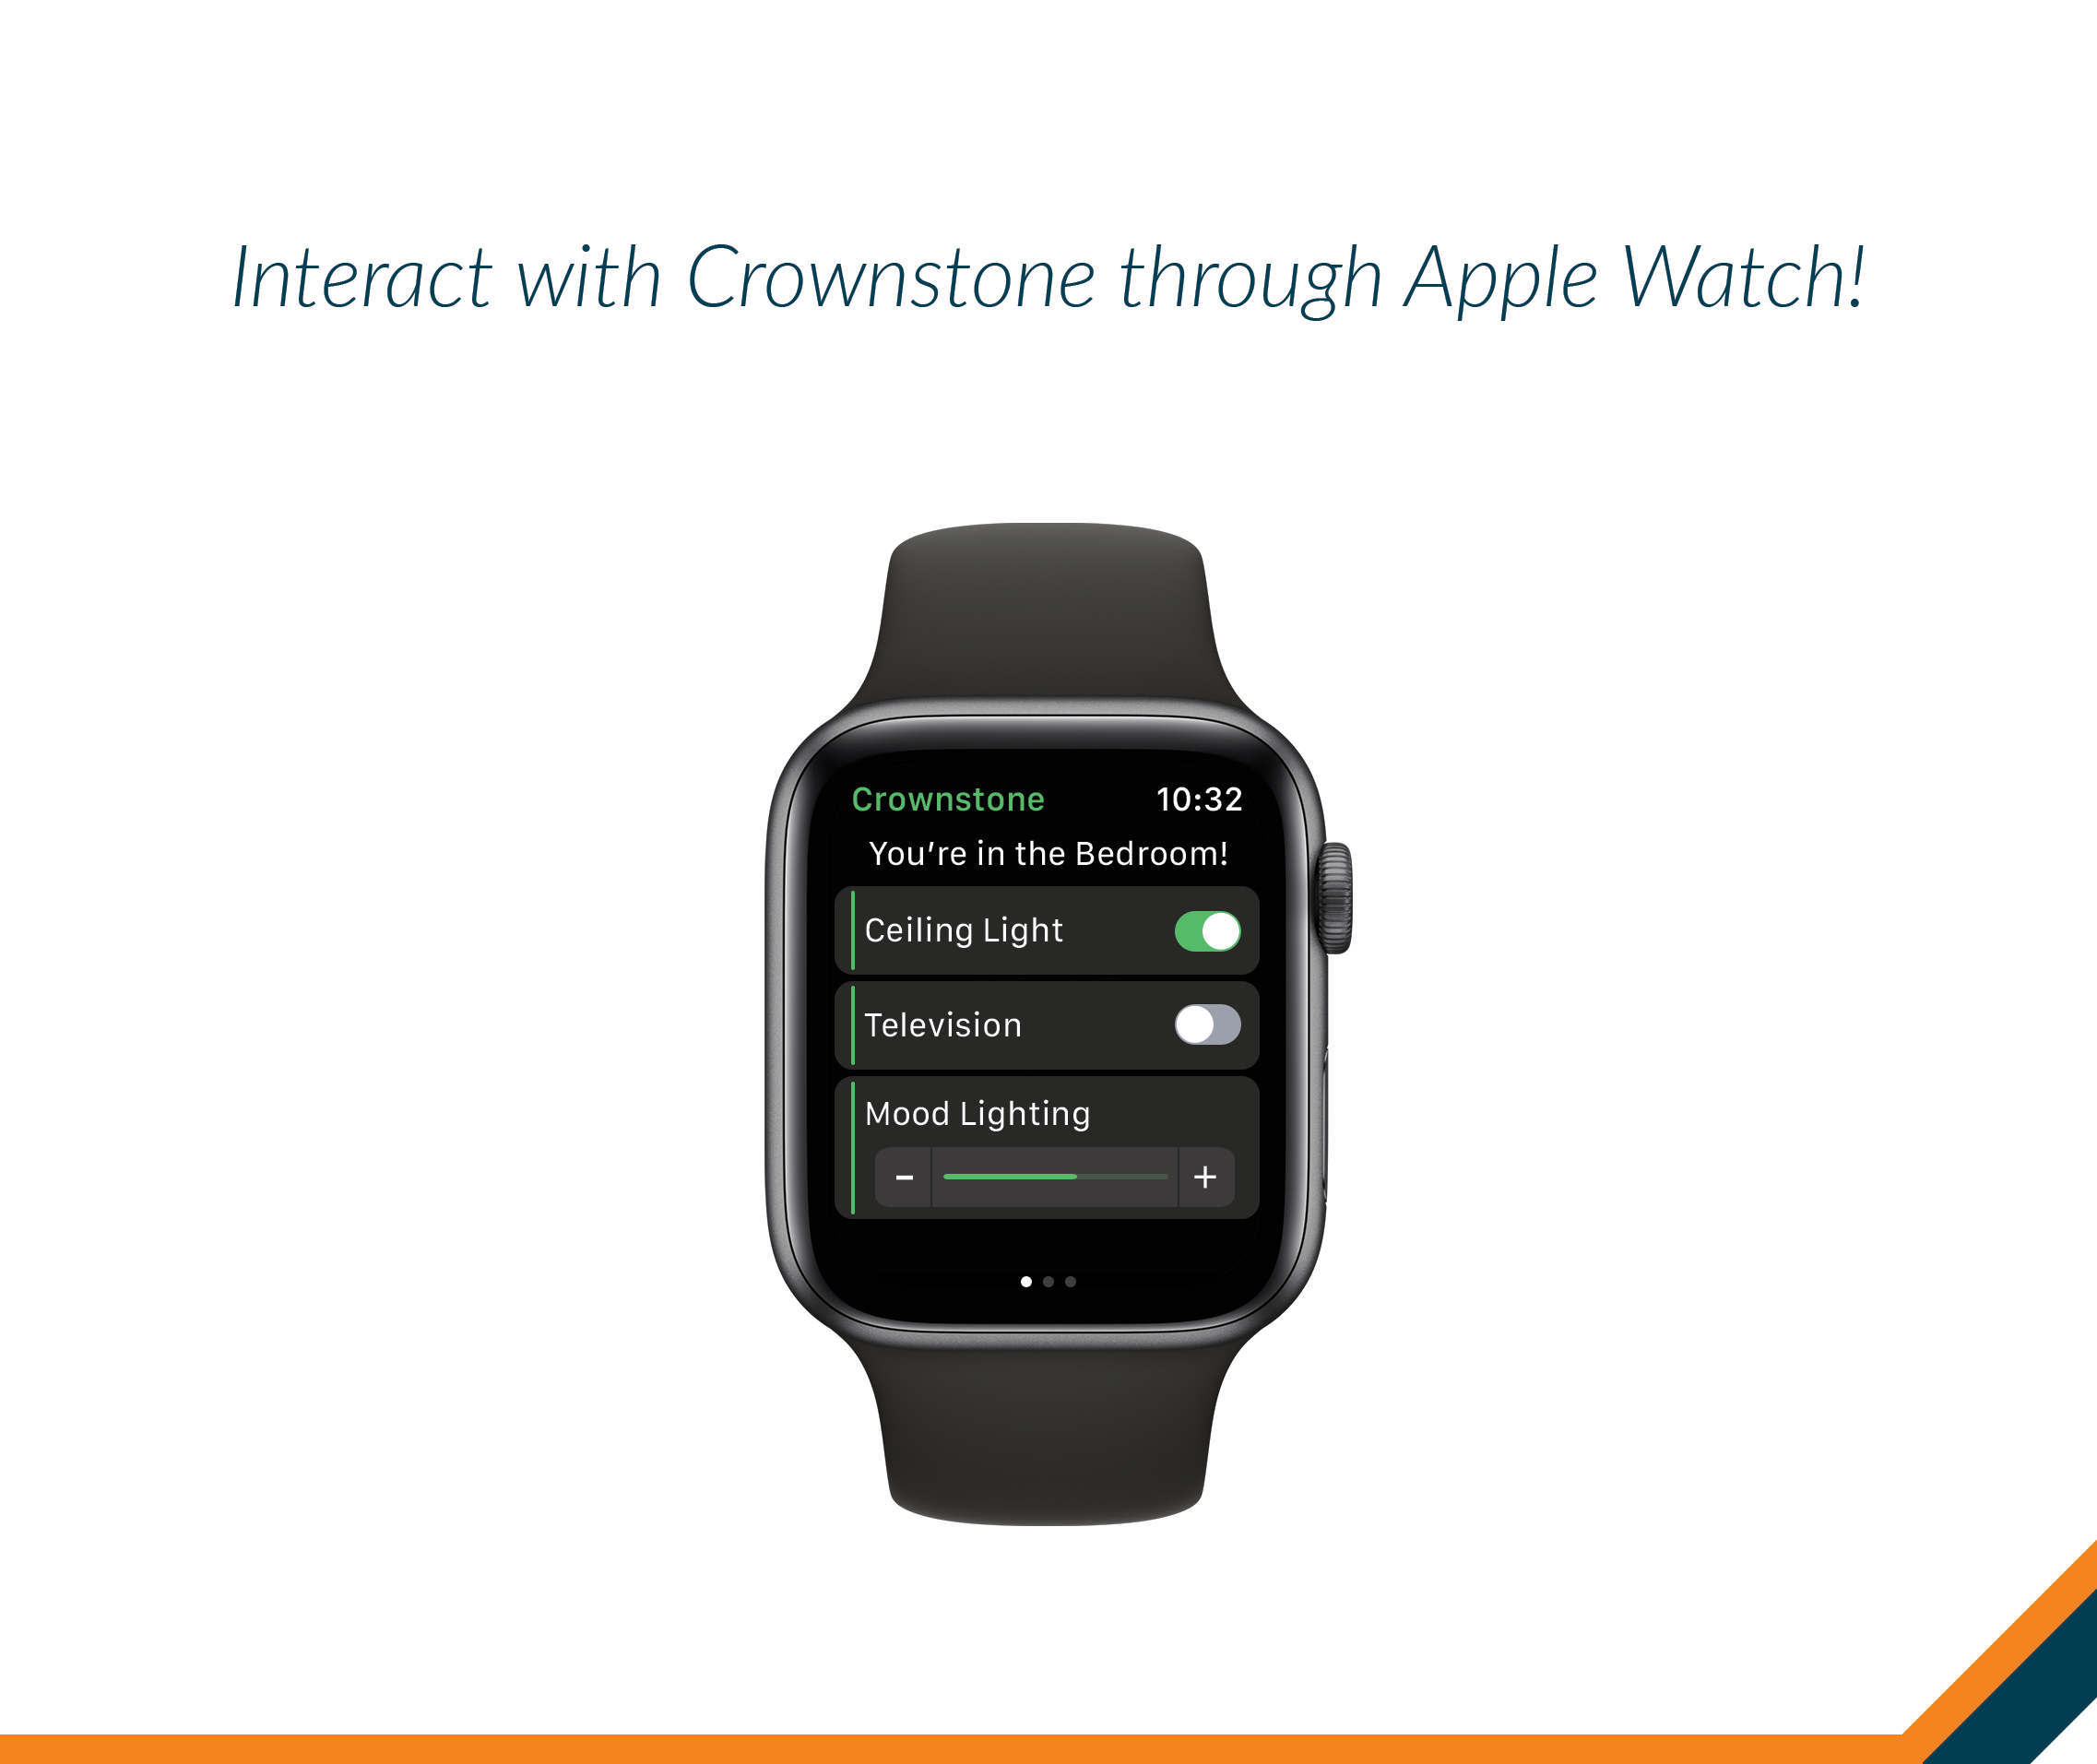 Interact with Crownstone through Apple Watch!
Crownstone 10:32
You're in the Bedroom!
Ceiling Light
Television
Mood Lighting
- +